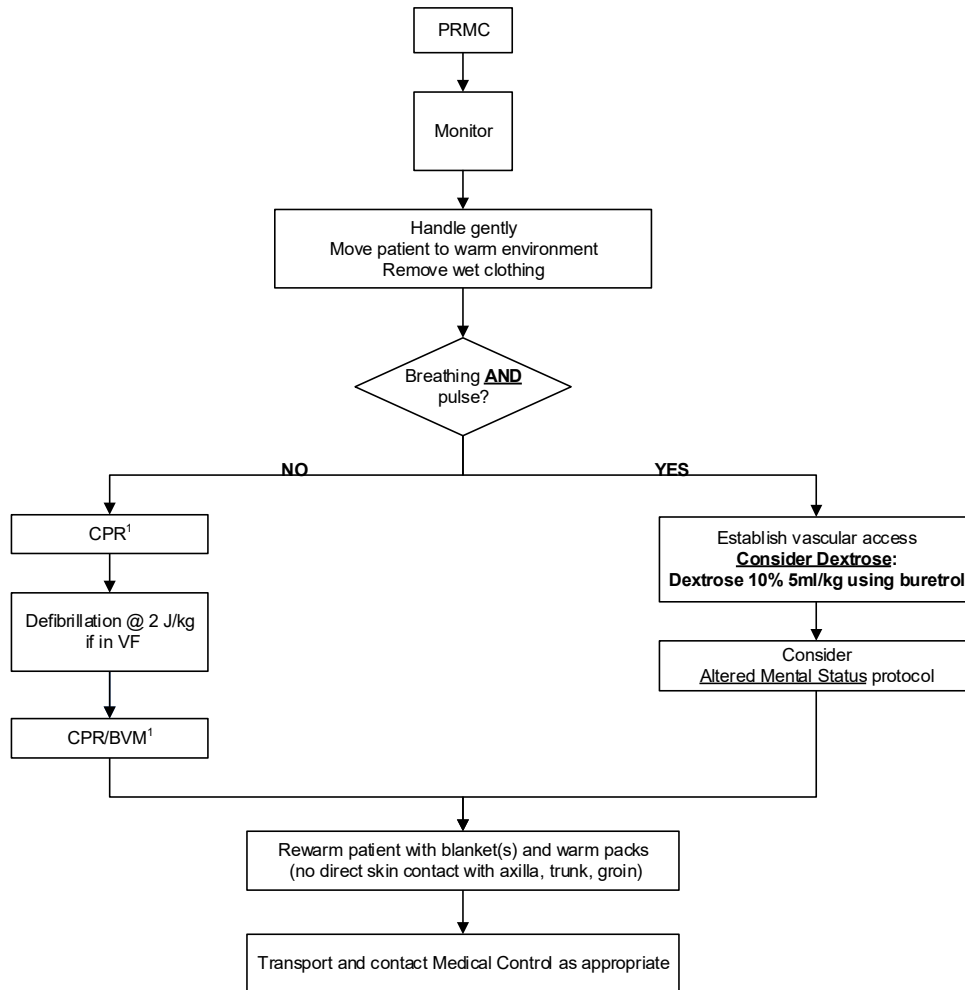 PRMC
Monitor
Handle gently
Move patient to warm environment
Remove wet clothing
Breathing AND
pulse?
NO
YES
CPR1
Defibrillation @ 2 J/kg
if in VF
CPR/BVM1
Establish vascular access
Consider Dextrose:
Dextrose 10% 5ml/kg using buretrol
Consider
Altered Mental Status protocol
Rewarm patient with blanket(s) and warm packs
(no direct skin contact with axilla, trunk, groin)
Transport and contact Medical Control as appropriate